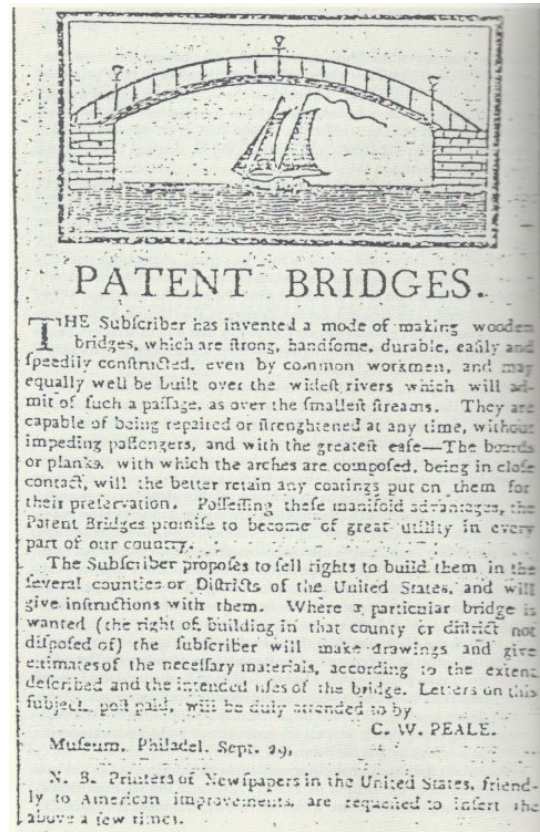 PATENT BRIDGES.
THE Subſcriber has invented a mode of making wooden
bridges, which are ſtrong, handſome, durable, eaſily and
ſpeedily conſtructed, even by common workmen, and may
equally well be built over the wideſt rivers which will ad-
mit of ſuch a paſſage, as over the ſmalleſt ſtreams. They are
capable of being repaired or ſtrenghtened at any time, without
impeding paſſengers, and with the greateſt eaſe—The boards
or planks, with which the arches are compoſed, being in cloſe
contact, will the better retain any coatings put on them for
their preſervation. Poſſeſſing theſe manifold advantages, the
Patent Bridges promiſe to become of great utility in every
part of our country.
The Subſcriber propoſes to ſell rights to build them in the
ſeveral counties or Diſtricts of the United States, and will
give inſtructions with them. Where a particular bridge is
wanted (the right of building in that county or diſtrict not
diſpoſed of) the ſubſcriber will make drawings and give
eſtimates of the neceſſary materials, according to the extent
deſcribed and the intended uſes of the bridge. Letters on this
ſubject, poſt paid, will be duly attended to by
C. W. PEALE.
Muſeum, Philadel. Sept. 29,
N. B. Printers of Newſpapers in the United States, friend-
ly to American improvements, are requeſted to inſert the
above a few times.